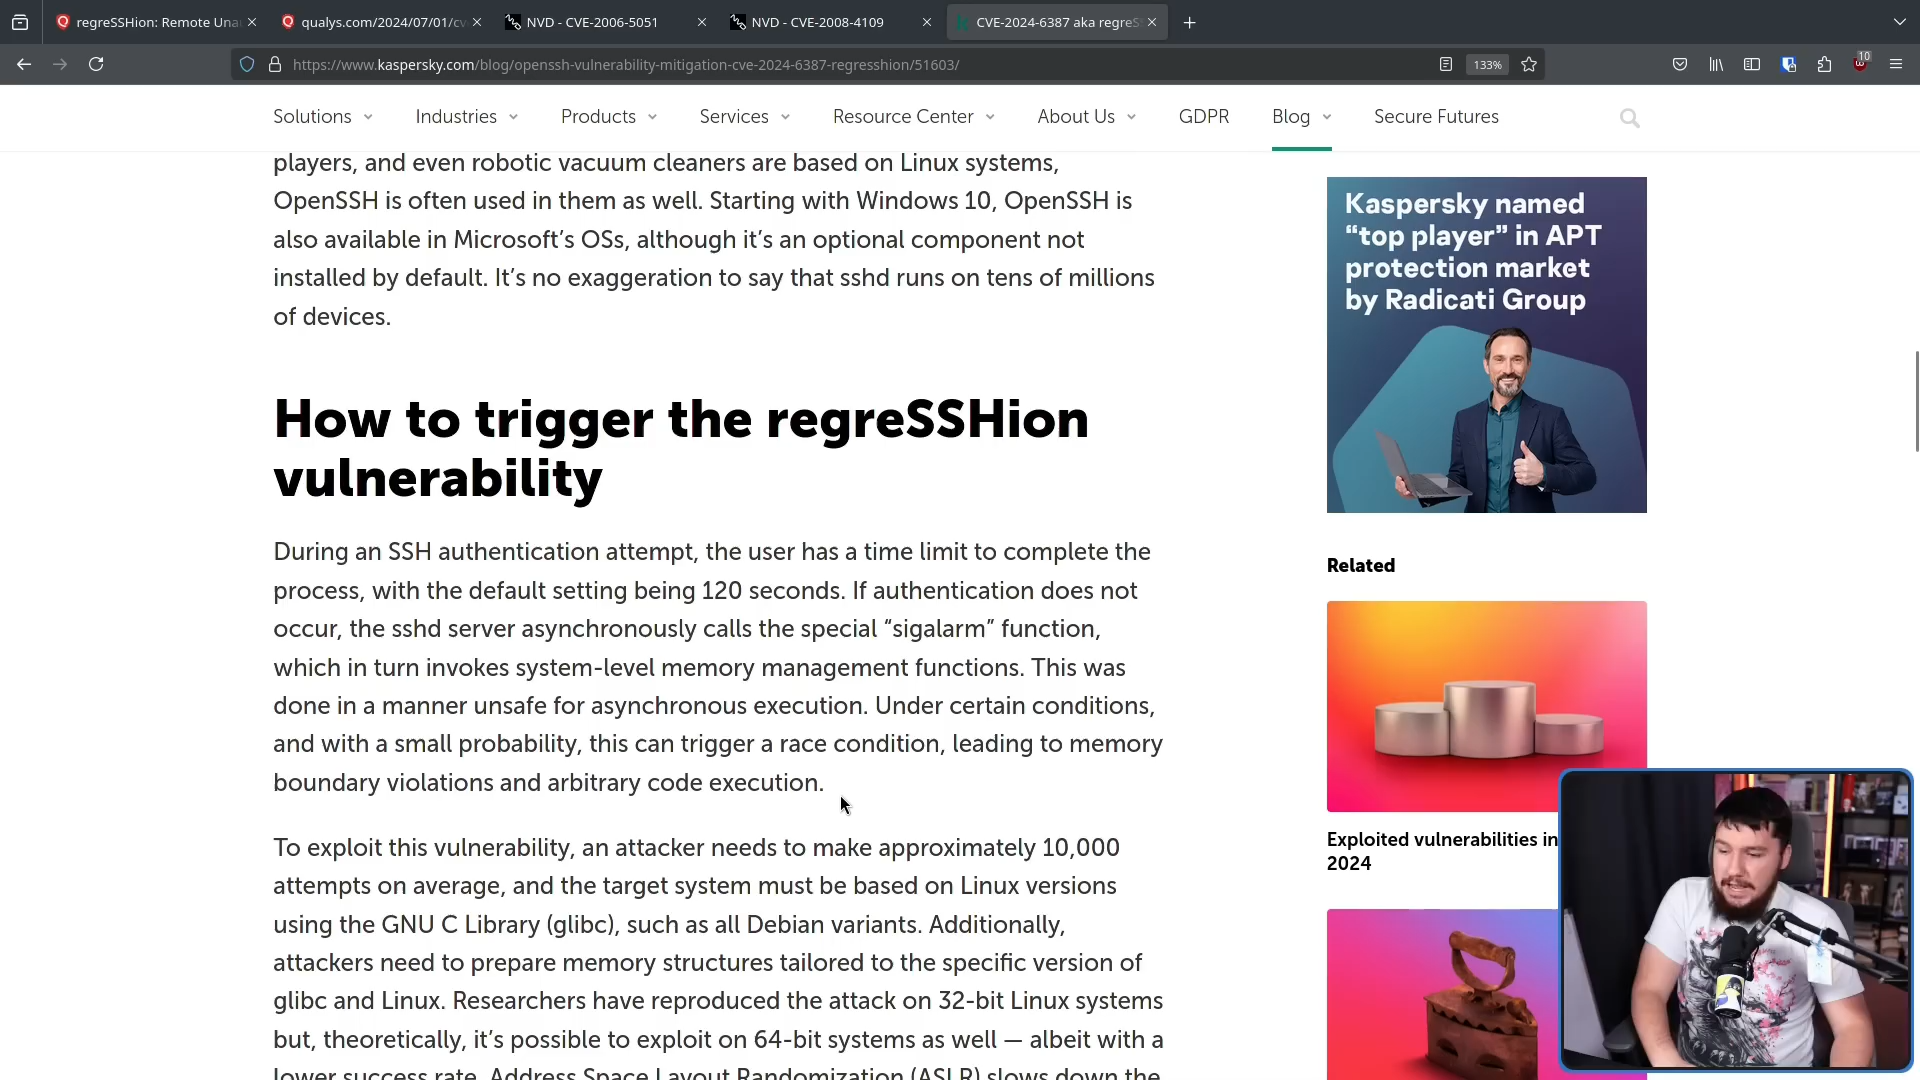 regreSSHion: Remote Una
qualys.com/2024/07/01/cv
NVD - CVE-2006-5051
NVD - CVE-2008-4109
CVE-2024-6387 aka regreS
https://www.kaspersky.com/blog/openssh-vulnerability-mitigation-cve-2024-6387-regresshion/51603/
133%
10
Solutions
Industries
Products
Services
Resource Center
About Us
GDPR
Blog
Secure Futures
players, and even robotic vacuum cleaners are based on Linux systems,
OpenSSH is often used in them as well. Starting with Windows 10, OpenSSH is
also available in Microsoft’s OSs, although it’s an optional component not
installed by default. It’s no exaggeration to say that sshd runs on tens of millions
of devices.
How to trigger the regreSSHion
vulnerability
During an SSH authentication attempt, the user has a time limit to complete the
process, with the default setting being 120 seconds. If authentication does not
occur, the sshd server asynchronously calls the special “sigalarm” function,
which in turn invokes system-level memory management functions. This was
done in a manner unsafe for asynchronous execution. Under certain conditions,
and with a small probability, this can trigger a race condition, leading to memory
boundary violations and arbitrary code execution.
To exploit this vulnerability, an attacker needs to make approximately 10,000
attempts on average, and the target system must be based on Linux versions
using the GNU C Library (glibc), such as all Debian variants. Additionally,
attackers need to prepare memory structures tailored to the specific version of
glibc and Linux. Researchers have reproduced the attack on 32-bit Linux systems
but, theoretically, it’s possible to exploit on 64-bit systems as well — albeit with a
lower success rate. Address Space Layout Randomization (ASLR) slows down the
Kaspersky named
“top player” in APT
protection market
by Radicati Group
Related
Exploited vulnerabilities in
2024